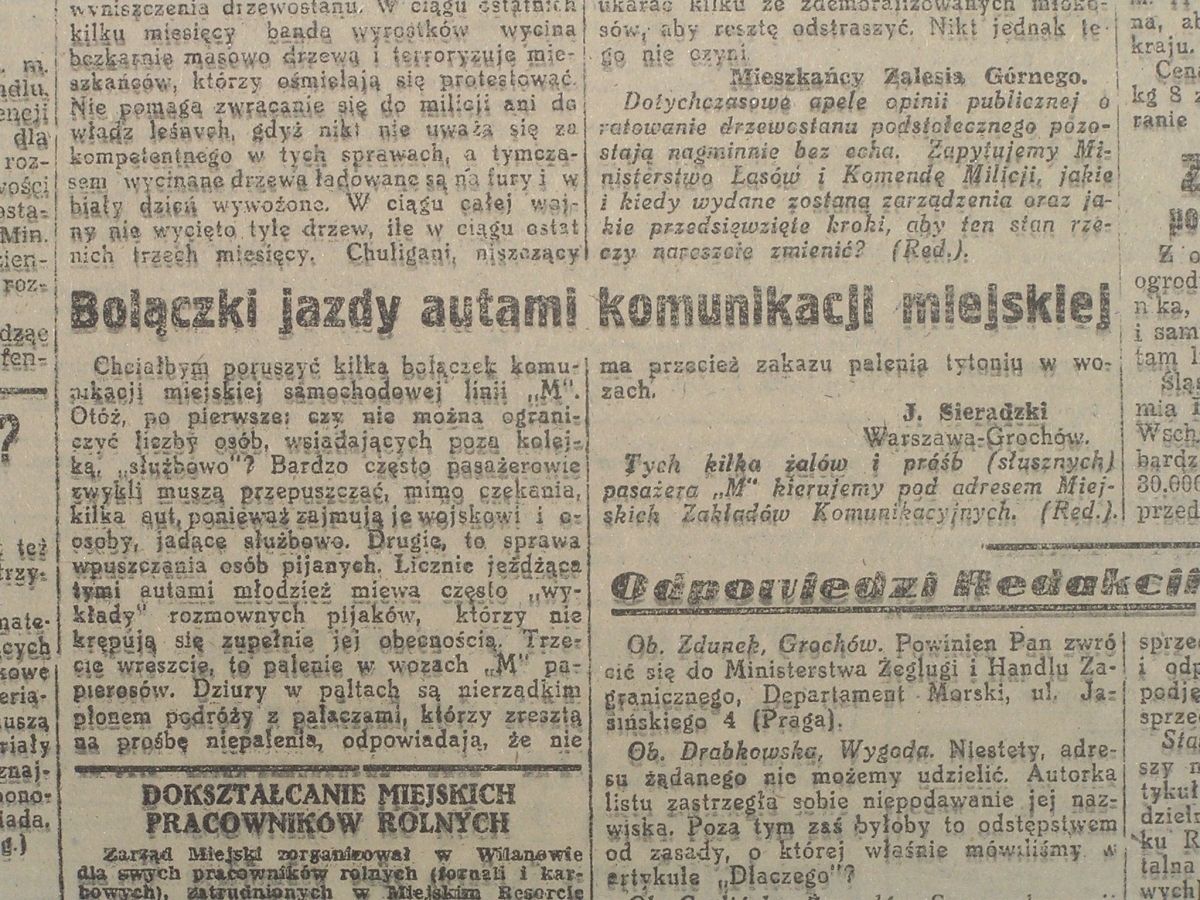 wyniszczenia drzewostanu. W ciągu ostatnich
kilku miesięcy banda wyrostków wycina
bezkarnie masowo drzewa i terroryzuje mie-
szkańców, którzy ośmielają się protestować.
Nie pomaga zwracanie się do milicji ani do
władz leśnych, gdyż nikt nie uważa się za
kompetentnego w tych sprawach, a tymcza-
sem wycinane drzewa ładowane są na fury i w
biały dzień wywożone. W ciągu całej woj-
ny nie wycięto tyle drzew, ile w ciągu ostat
nich trzech miesięcy. Chuligani, niszczący
ukarać kilku ze zdemoralizowanych młoko-
sów, aby resztę odstraszyć. Nikt jednak te-
go nie czyni.
Mieszkańcy Zalesia Górnego.
Dotychczasowe apele opinii publicznej o
ratowanie drzewostanu podstołecznego pozo-
stają nagminnie bez echa. Zapytujemy Mi-
nisterstwo Lasów i Komendę Milicji, jakie
i kiedy wydane zostaną zarządzenia oraz ja-
kie przedsięwzięte kroki, aby ten stan rze-
czy nareszcie zmienić? (Red.).
Bolączki jazdy autami komunikacji miejskiej
Chciałbym poruszyć kilka bolączek komu-
nikacji miejskiej samochodowej linii „M".
Otóż, po pierwsze: czy nie można ograni-
czyć liczby osób, wsiadających poza kolej-
ką, „służbowo"? Bardzo często pasażerowie
zwykli muszą przepuszczać, mimo czekania,
kilka aut, ponieważ zajmują je wojskowi i o-
osoby, jadące służbowo. Drugie, to sprawa
wpuszczania osób pijanych. Licznie jeżdżąca
tymi autami młodzież miewa często „wy-
kłady" rozmownych pijaków, którzy nie
krępują się zupełnie jej obecnością. Trze-
cie wreszcie, to palenie w wozach „M" pa-
pierosów. Dziury w paltach są nierządkim
plonem podróży z palaczami, którzy zresztą
na prośbę niepalenia, odpowiadają, że nie
ma przecież zakazu palenia tytoniu w wo-
zach.
J. Sieradzki
Warszawa-Grochów.
Tych kilka żalów i próśb (słusznych)
pasażera „M" kierujemy pod adresem Miej-
skich Zakładów Komunikacyjnych. (Red.).
DOKSZTAŁCANIE MIEJSKICH
PRACOWNIKÓW ROLNYCH
Zarząd Miejski zorganizował w Wilanowie
dla swych pracowników rolnych (fornali i kar-
bowych), zatrudnionych w Miejskim Resorcie
Odpowiedzi Redakcji
Ob. Zdunek, Grochów. Powinien Pan zwró
cić się do Ministerstwa Żeglugi i Handlu Za-
granicznego, Departament Morski, ul. Ja-
sińskiego 4 (Praga).
Ob. Drabkowska, Wygoda. Niestety, adre-
su żądanego nie możemy udzielić. Autorka
listu zastrzegła sobie niepodawanie jej naz-
wiska. Poza tym zaś byłoby to odstępstwem
od zasady, o której właśnie mówiliśmy w
artykule „Dlaczego"?